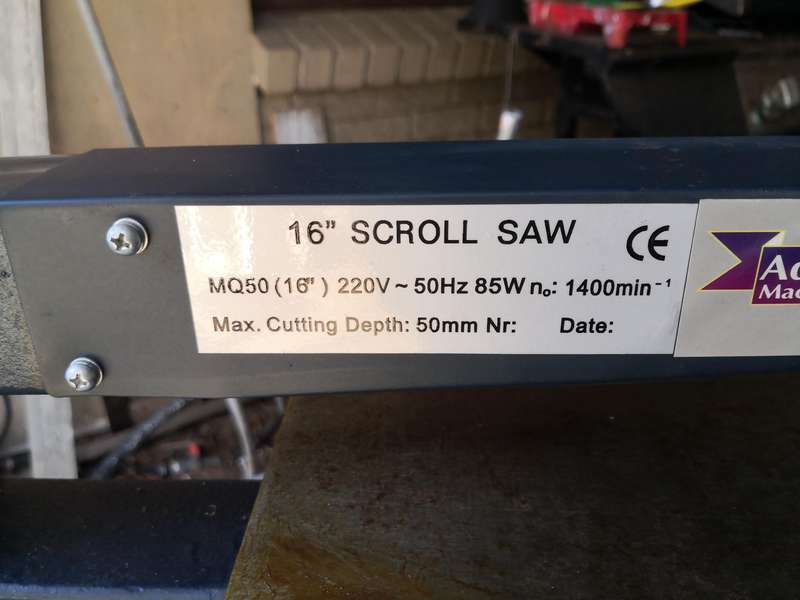 16” SCROLL SAW CE
MQ50 (16”) 220V ~ 50Hz 85W n₀: 1400min⁻¹
Max. Cutting Depth: 50mm Nr: Date: